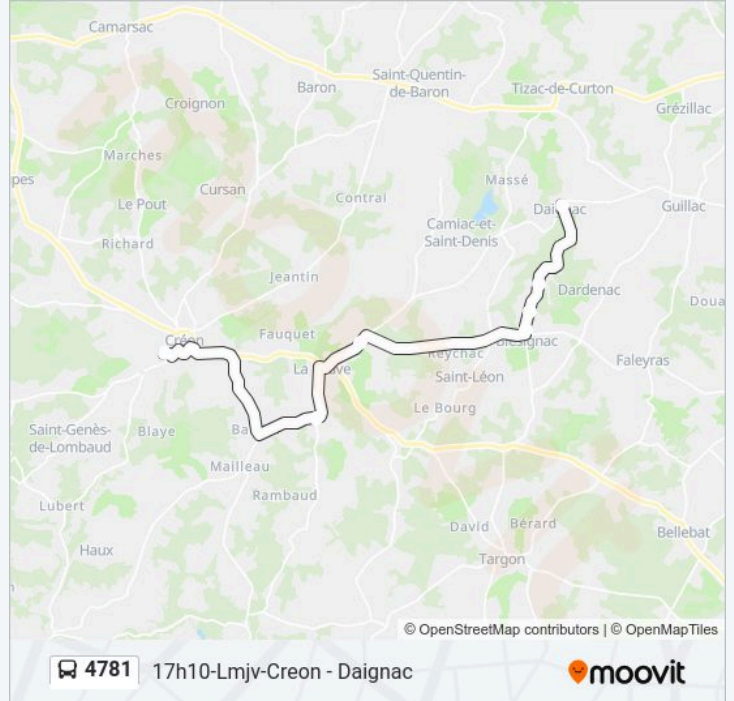 Camarsac
Saint-Quentin-
de-Baron
Baron
Tizac-de-Curton
Croignon
Grézillac
Marches
pes
Cursan
Massé
Contral
Le Pout
Guillac
Camiac-et-
Saint-Denis
Richard
Jeantin
Dardenac
Doua
Fauquet
Créon
Reychac
Faleyras
Saint-Léon
Le Bourg
Saint-Genès-
de-Lombaud
Blaye
Mailleau
Rambaud
Lubert
David
Bérard
Bellebat
Haux
Targon
© OpenStreetMap contributors | © OpenMapTiles
4781
17h10-Lmjv-Creon - Daignac
moovit